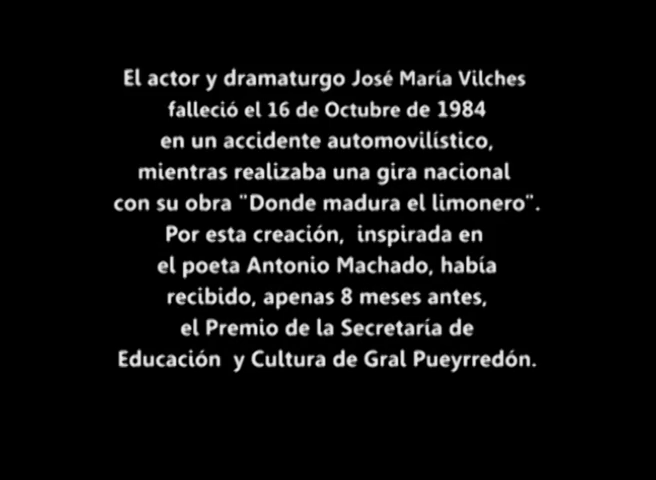 El actor y dramaturgo José María Vilches
falleció el 16 de Octubre de 1984
en un accidente automovilístico,
mientras realizaba una gira nacional
con su obra "Donde madura el limonero".
Por esta creación, inspirada en
el poeta Antonio Machado, había
recibido, apenas 8 meses antes,
el Premio de la Secretaría de
Educación y Cultura de Gral Pueyrredón.